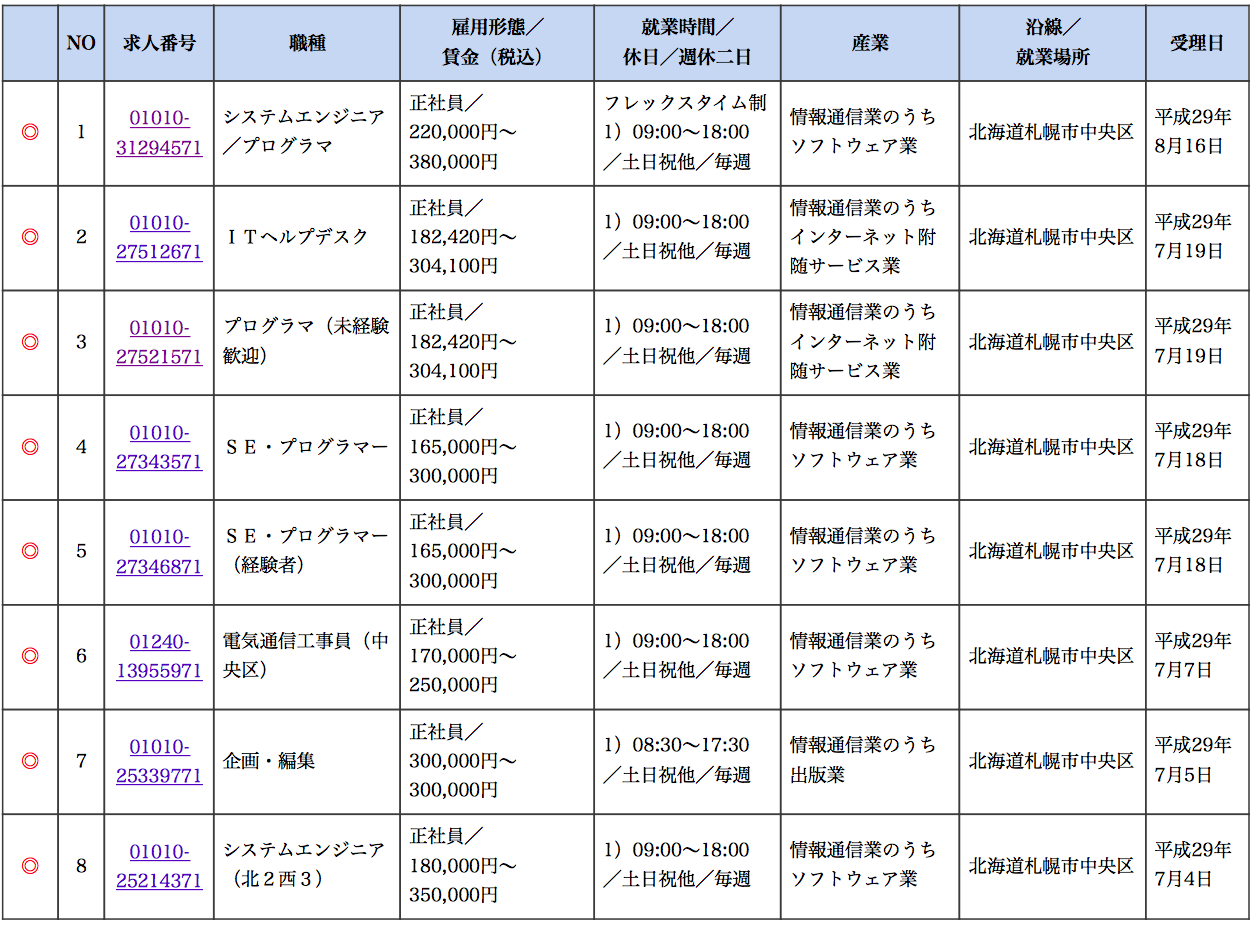 NO
求人番号
職種
雇用形態／
賃金（税込）
就業時間／
休日／週休二日
産業
沿線／
就業場所
受理日
◎
1
01010-
31294571
システムエンジニア
／プログラマ
正社員／
220,000円〜
380,000円
フレックスタイム制
1）09:00〜18:00
／土日祝他／毎週
情報通信業のうち
ソフトウェア業
北海道札幌市中央区
平成29年
8月16日
◎
2
01010-
27512671
ＩＴヘルプデスク
正社員／
182,420円〜
304,100円
1）09:00〜18:00
／土日祝他／毎週
情報通信業のうち
インターネット附
随サービス業
北海道札幌市中央区
平成29年
7月19日
◎
3
01010-
27521571
プログラマ（未経験
歓迎）
正社員／
182,420円〜
304,100円
1）09:00〜18:00
／土日祝他／毎週
情報通信業のうち
インターネット附
随サービス業
北海道札幌市中央区
平成29年
7月19日
◎
4
01010-
27343571
ＳＥ・プログラマー
正社員／
165,000円〜
300,000円
1）09:00〜18:00
／土日祝他／毎週
情報通信業のうち
ソフトウェア業
北海道札幌市中央区
平成29年
7月18日
◎
5
01010-
27346871
ＳＥ・プログラマー
（経験者）
正社員／
165,000円〜
300,000円
1）09:00〜18:00
／土日祝他／毎週
情報通信業のうち
ソフトウェア業
北海道札幌市中央区
平成29年
7月18日
◎
6
01240-
13955971
電気通信工事員（中
央区）
正社員／
170,000円〜
250,000円
1）09:00〜18:00
／土日祝他／毎週
情報通信業のうち
ソフトウェア業
北海道札幌市中央区
平成29年
7月7日
◎
7
01010-
25339771
企画・編集
正社員／
300,000円〜
300,000円
1）08:30〜17:30
／土日祝他／毎週
情報通信業のうち
出版業
北海道札幌市中央区
平成29年
7月5日
◎
8
01010-
25214371
システムエンジニア
（北２西３）
正社員／
180,000円〜
350,000円
1）09:00〜18:00
／土日祝他／毎週
情報通信業のうち
ソフトウェア業
北海道札幌市中央区
平成29年
7月4日